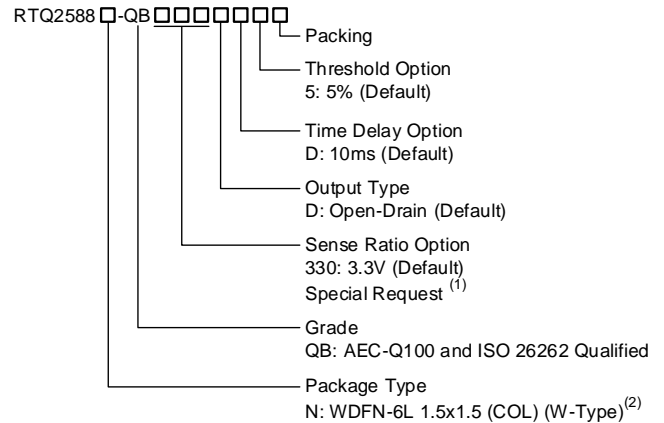 RTQ2588□-QB□□□□□□□
Packing
Threshold Option
5: 5% (Default)
Time Delay Option
D: 10ms (Default)
Output Type
D: Open-Drain (Default)
Sense Ratio Option
330: 3.3V (Default)
Special Request (1)
Grade
QB: AEC-Q100 and ISO 26262 Qualified
Package Type
N: WDFN-6L 1.5x1.5 (COL) (W-Type)(2)